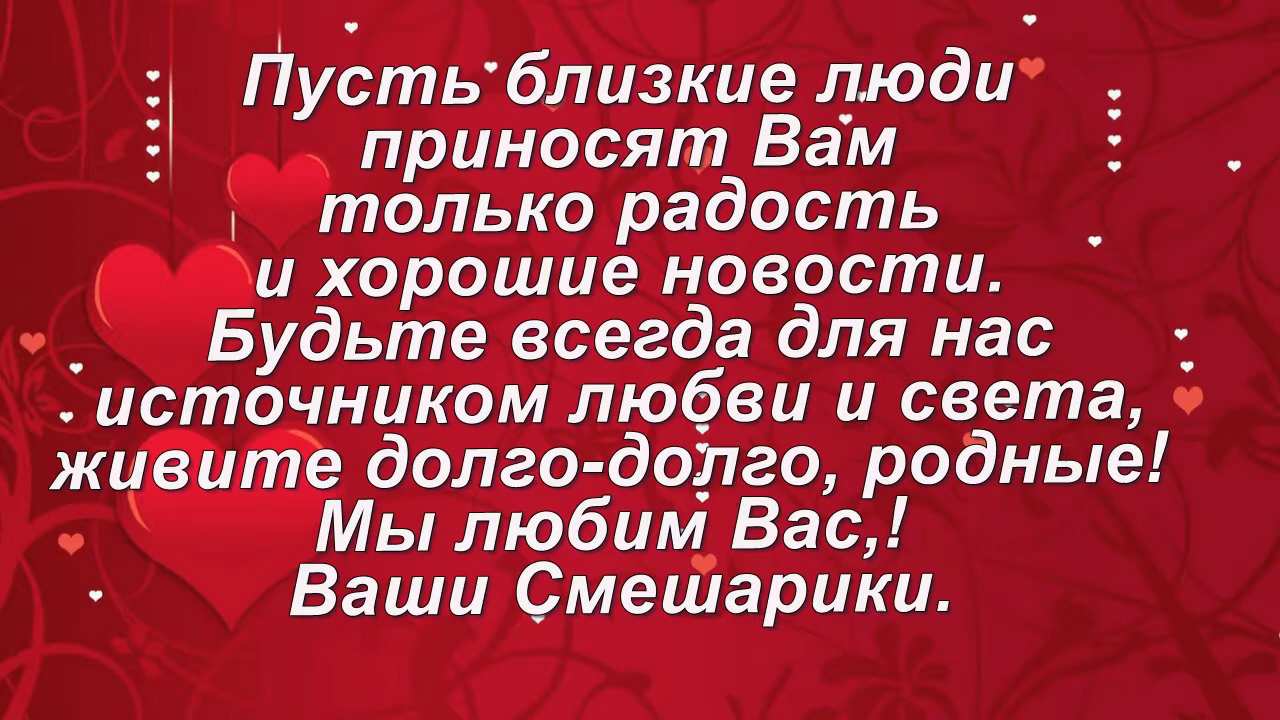 Пусть близкие люди
приносят Вам
только радость
и хорошие новости.
Будьте всегда для нас
источником любви и света,
живите долго-долго, родные!
Мы любим Вас,!
Ваши Смешарики.